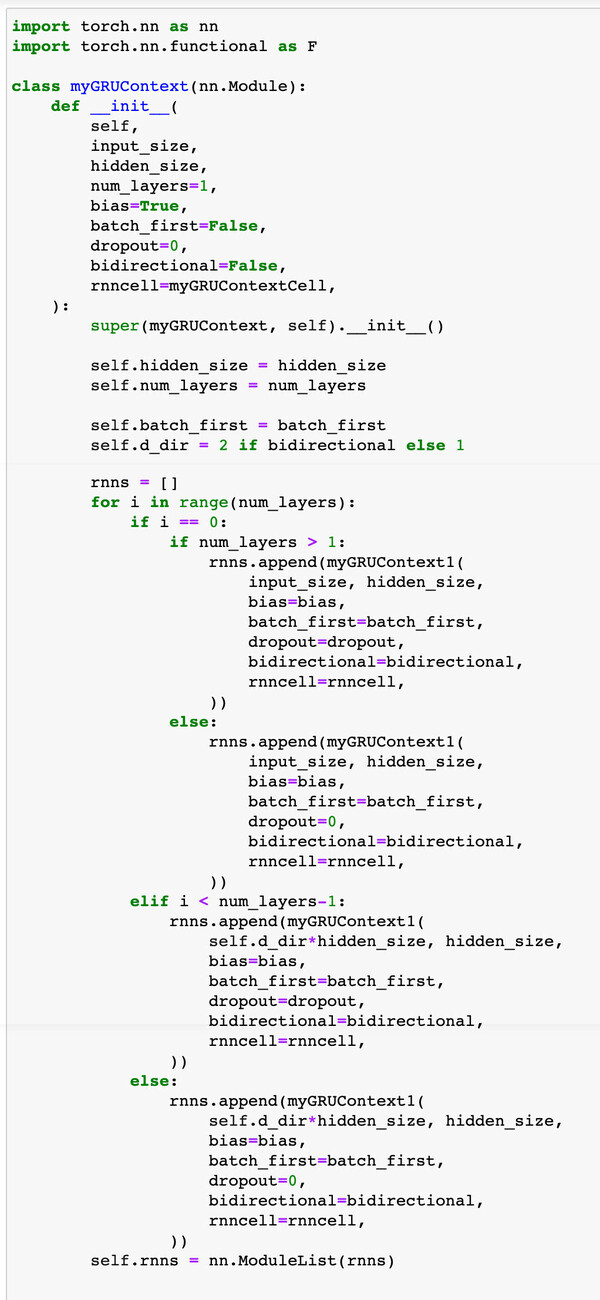 import torch.nn as nn
import torch.nn.functional as F

class myGRUContext(nn.Module):
    def __init__(
        self,
        input_size,
        hidden_size,
        num_layers=1,
        bias=True,
        batch_first=False,
        dropout=0,
        bidirectional=False,
        rnncell=myGRUContextCell,
    ):
        super(myGRUContext, self).__init__()

        self.hidden_size = hidden_size
        self.num_layers = num_layers

        self.batch_first = batch_first
        self.d_dir = 2 if bidirectional else 1

        rnns = []
        for i in range(num_layers):
            if i == 0:
                if num_layers > 1:
                    rnns.append(myGRUContext1(
                        input_size, hidden_size,
                        bias=bias,
                        batch_first=batch_first,
                        dropout=dropout,
                        bidirectional=bidirectional,
                        rnncell=rnncell,
                    ))
                else:
                    rnns.append(myGRUContext1(
                        input_size, hidden_size,
                        bias=bias,
                        batch_first=batch_first,
                        dropout=0,
                        bidirectional=bidirectional,
                        rnncell=rnncell,
                    ))
            elif i < num_layers-1:
                rnns.append(myGRUContext1(
                    self.d_dir*hidden_size, hidden_size,
                    bias=bias,
                    batch_first=batch_first,
                    dropout=dropout,
                    bidirectional=bidirectional,
                    rnncell=rnncell,
                ))
            else:
                rnns.append(myGRUContext1(
                    self.d_dir*hidden_size, hidden_size,
                    bias=bias,
                    batch_first=batch_first,
                    dropout=0,
                    bidirectional=bidirectional,
                    rnncell=rnncell,
                ))
        self.rnns = nn.ModuleList(rnns)